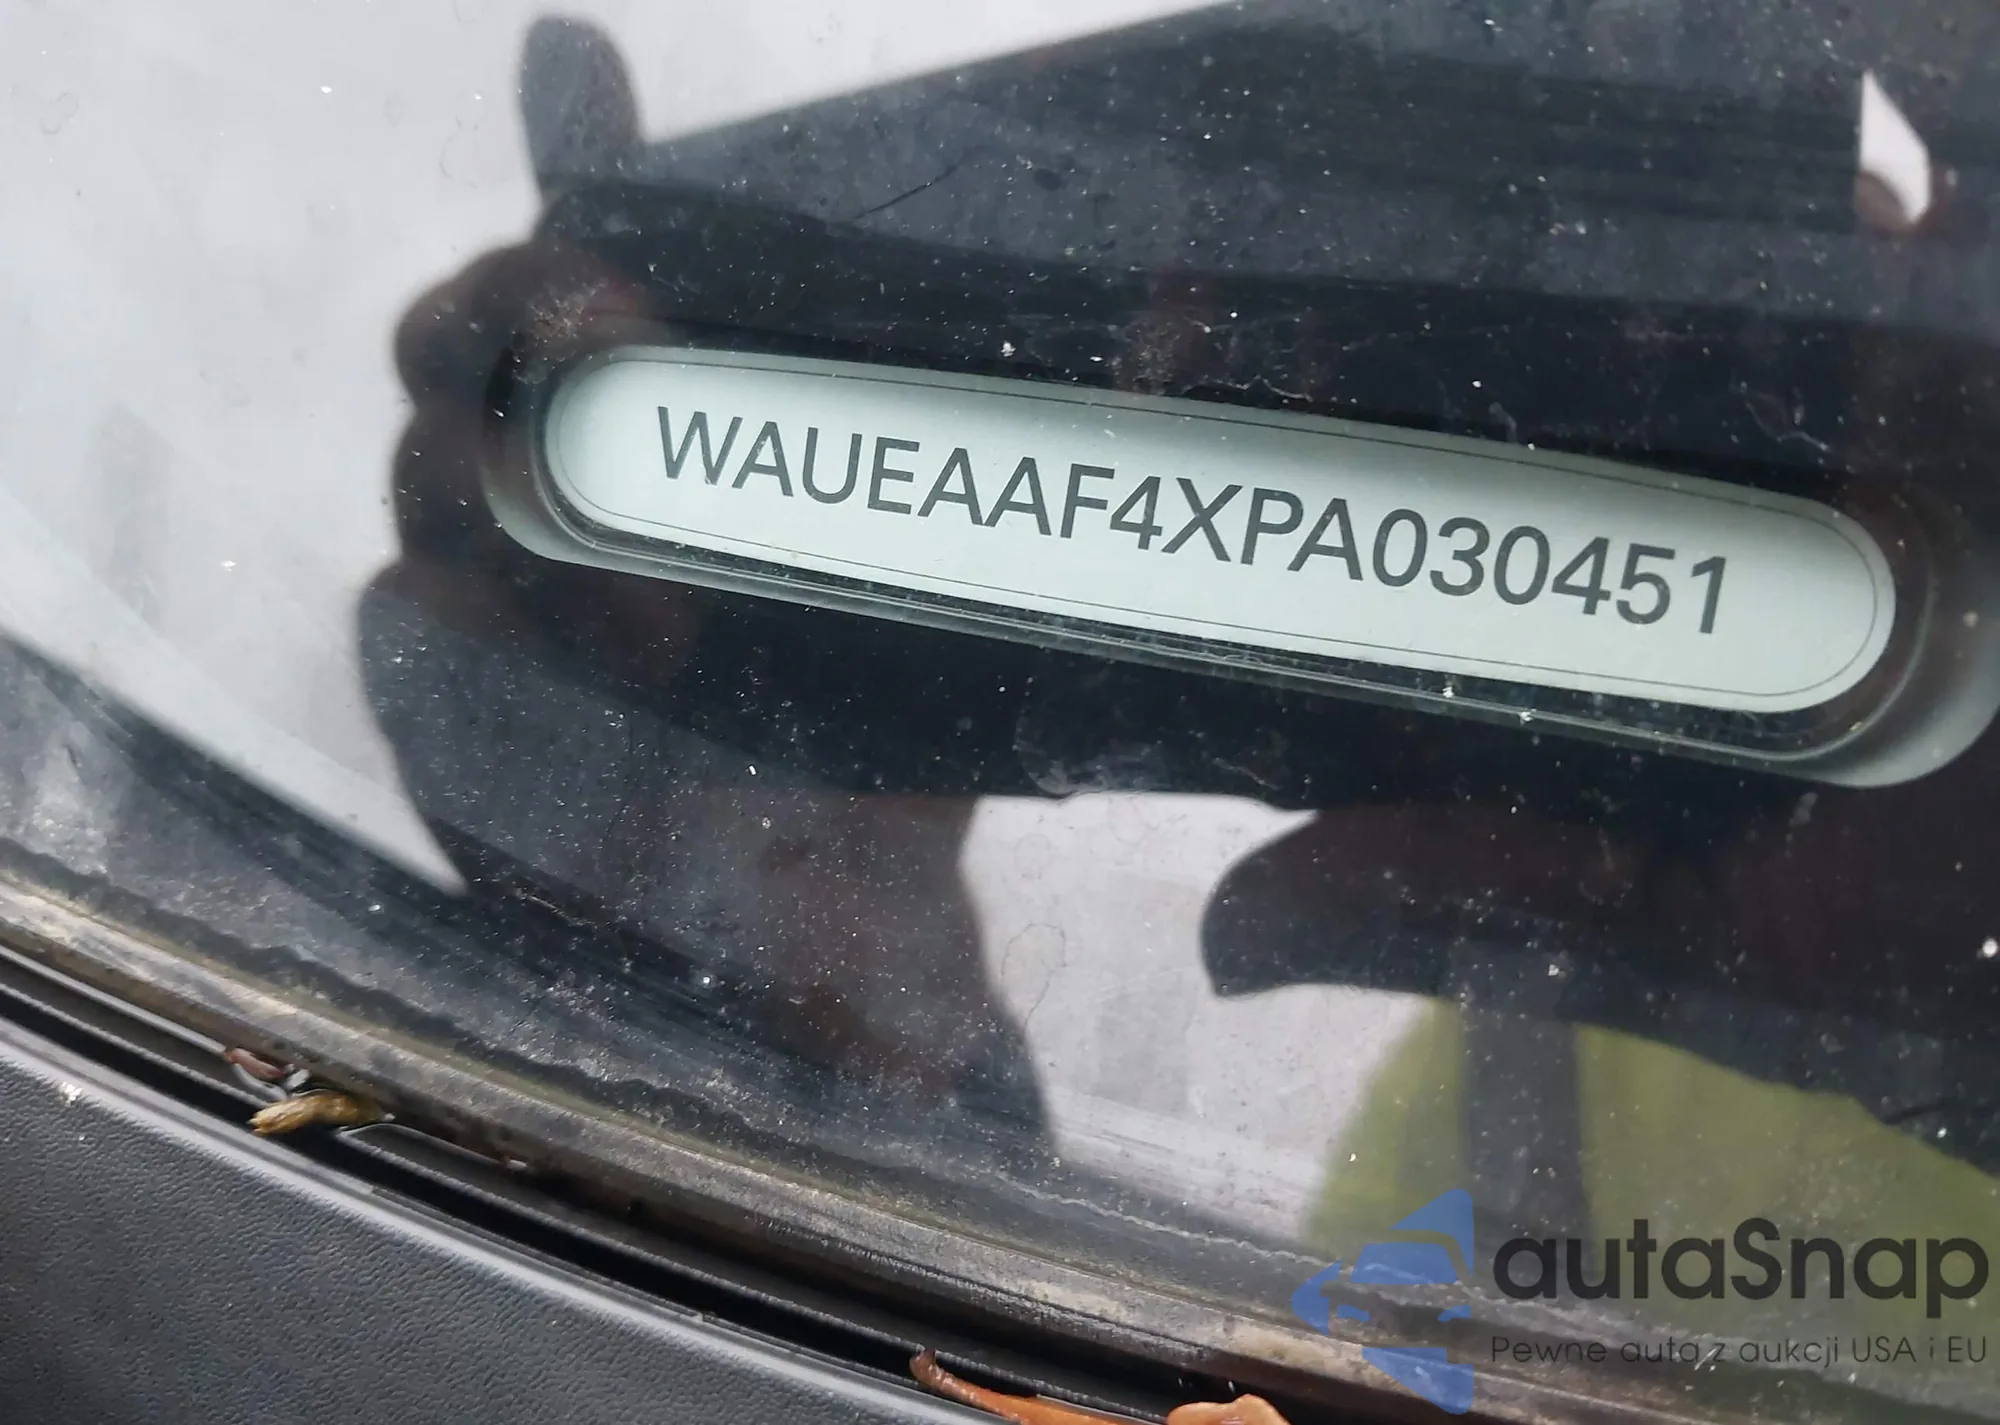 WAUEAAF4XPA030451
autaSnap
Pewne auta z aukcji USA i EU